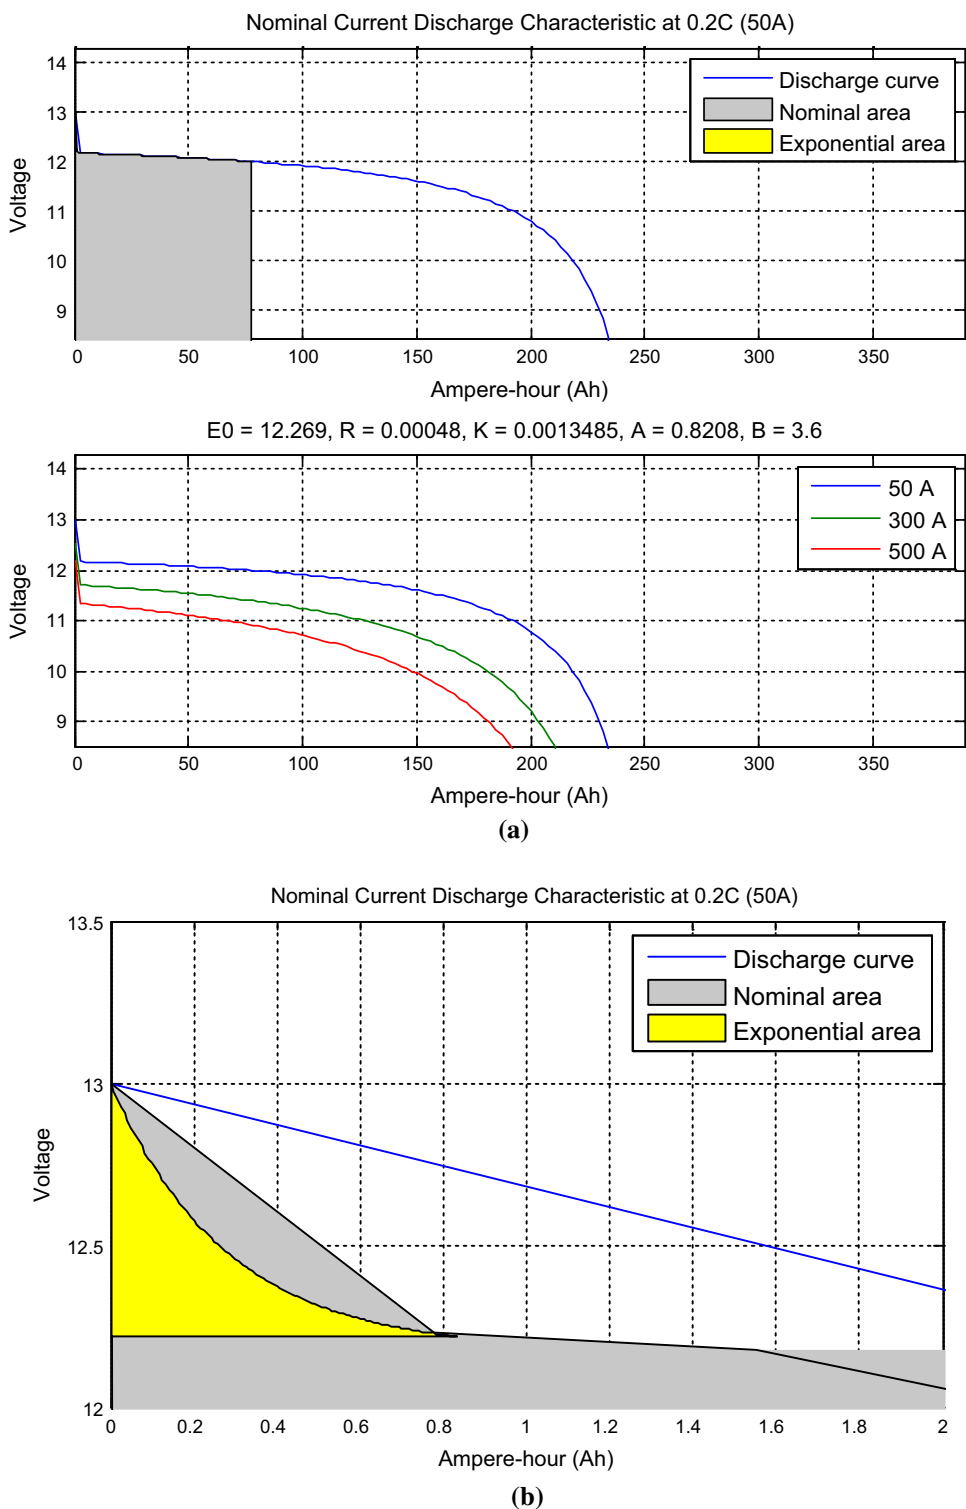 Nominal Current Discharge Characteristic at 0.2C (50A)
14
13
12
11
10
9
Voltage
Discharge curve
Nominal area
Exponential area
0 50 100 150 200 250 300 350
Ampere-hour (Ah)
E0 = 12.269, R = 0.00048, K = 0.0013485, A = 0.8208, B = 3.6
14
13
12
11
10
9
Voltage
50 A
300 A
500 A
0 50 100 150 200 250 300 350
Ampere-hour (Ah)
(a)
Nominal Current Discharge Characteristic at 0.2C (50A)
13.5
13
12.5
12
Voltage
Discharge curve
Nominal area
Exponential area
0 0.2 0.4 0.6 0.8 1 1.2 1.4 1.6 1.8 2
Ampere-hour (Ah)
(b)